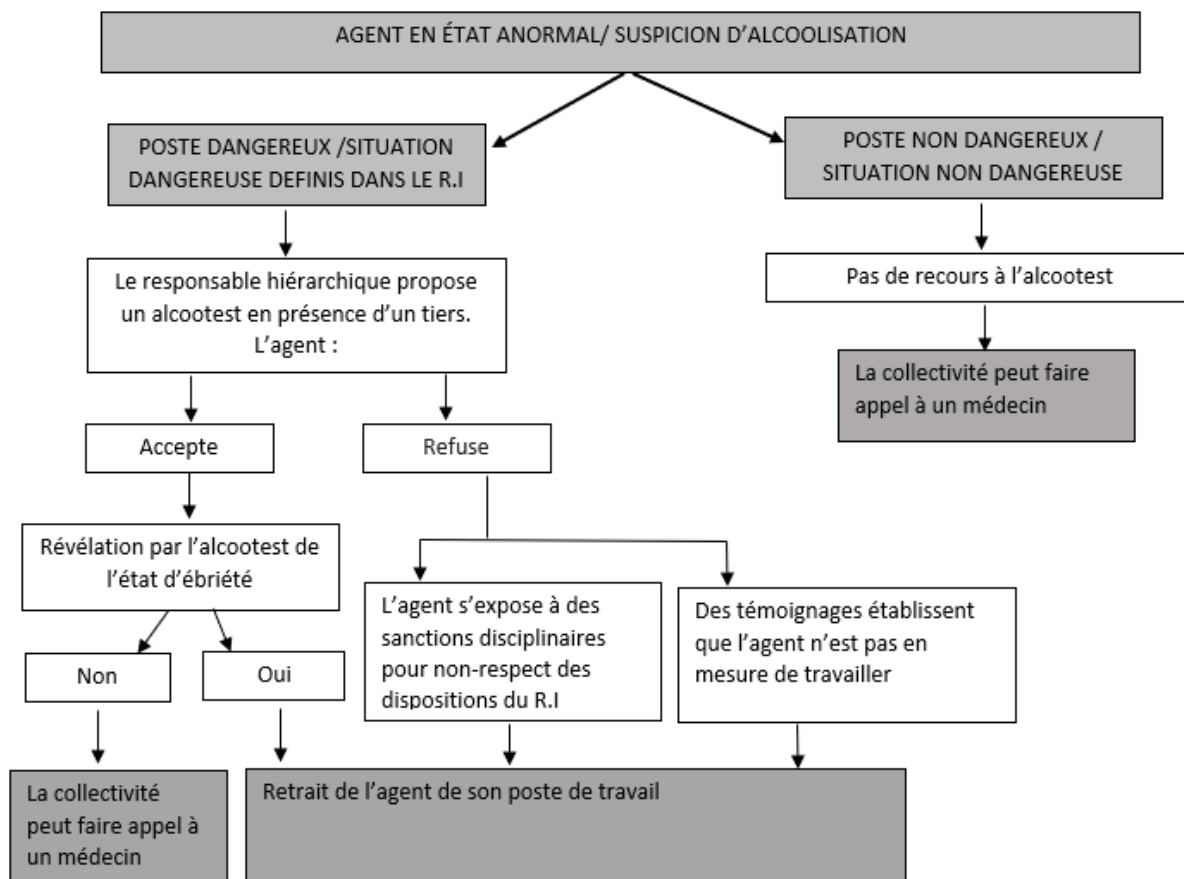 AGENT EN ÉTAT ANORMAL/ SUSPICION D’ALCOOLISATION
POSTE DANGEREUX /SITUATION
DANGEREUSE DEFINIS DANS LE R.I
POSTE NON DANGEREUX /
SITUATION NON DANGEREUSE
Le responsable hiérarchique propose
un alcootest en présence d’un tiers.
L’agent :
Pas de recours à l’alcootest
La collectivité peut faire
appel à un médecin
Accepte
Refuse
Révélation par l’alcootest de
l’état d’ébriété
Non
Oui
L’agent s’expose à des
sanctions disciplinaires
pour non-respect des
dispositions du R.I
Des témoignages établissent
que l’agent n’est pas en
mesure de travailler
La collectivité
peut faire appel à
un médecin
Retrait de l’agent de son poste de travail